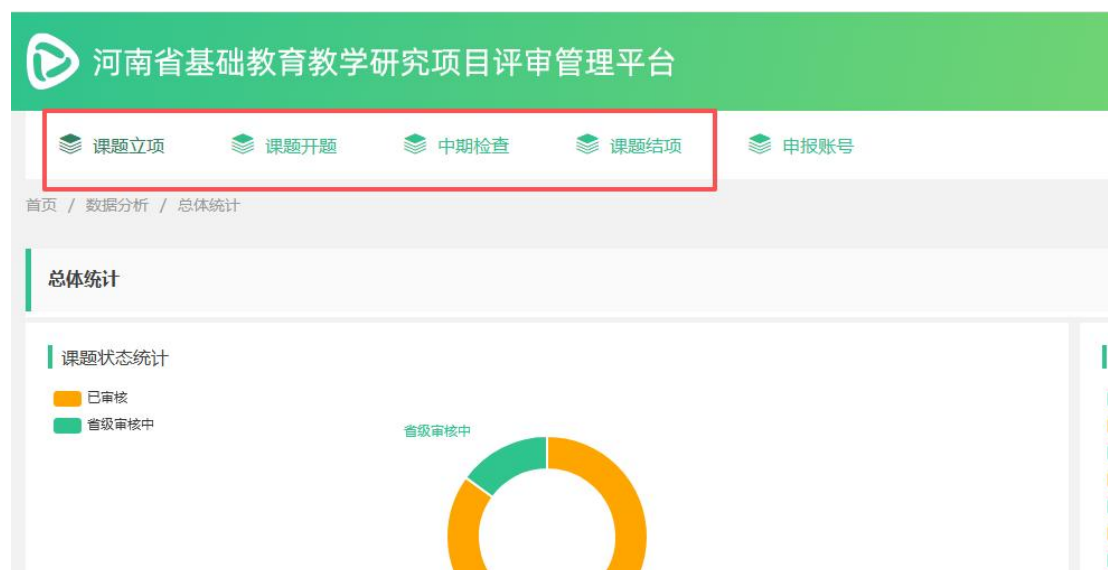 河南省基础教育教学研究项目评审管理平台
课题立项 课题开题 中期检查 课题结项 申报账号
首页 / 数据分析 / 总体统计
总体统计
课题状态统计
已审核
省级审核中
省级审核中